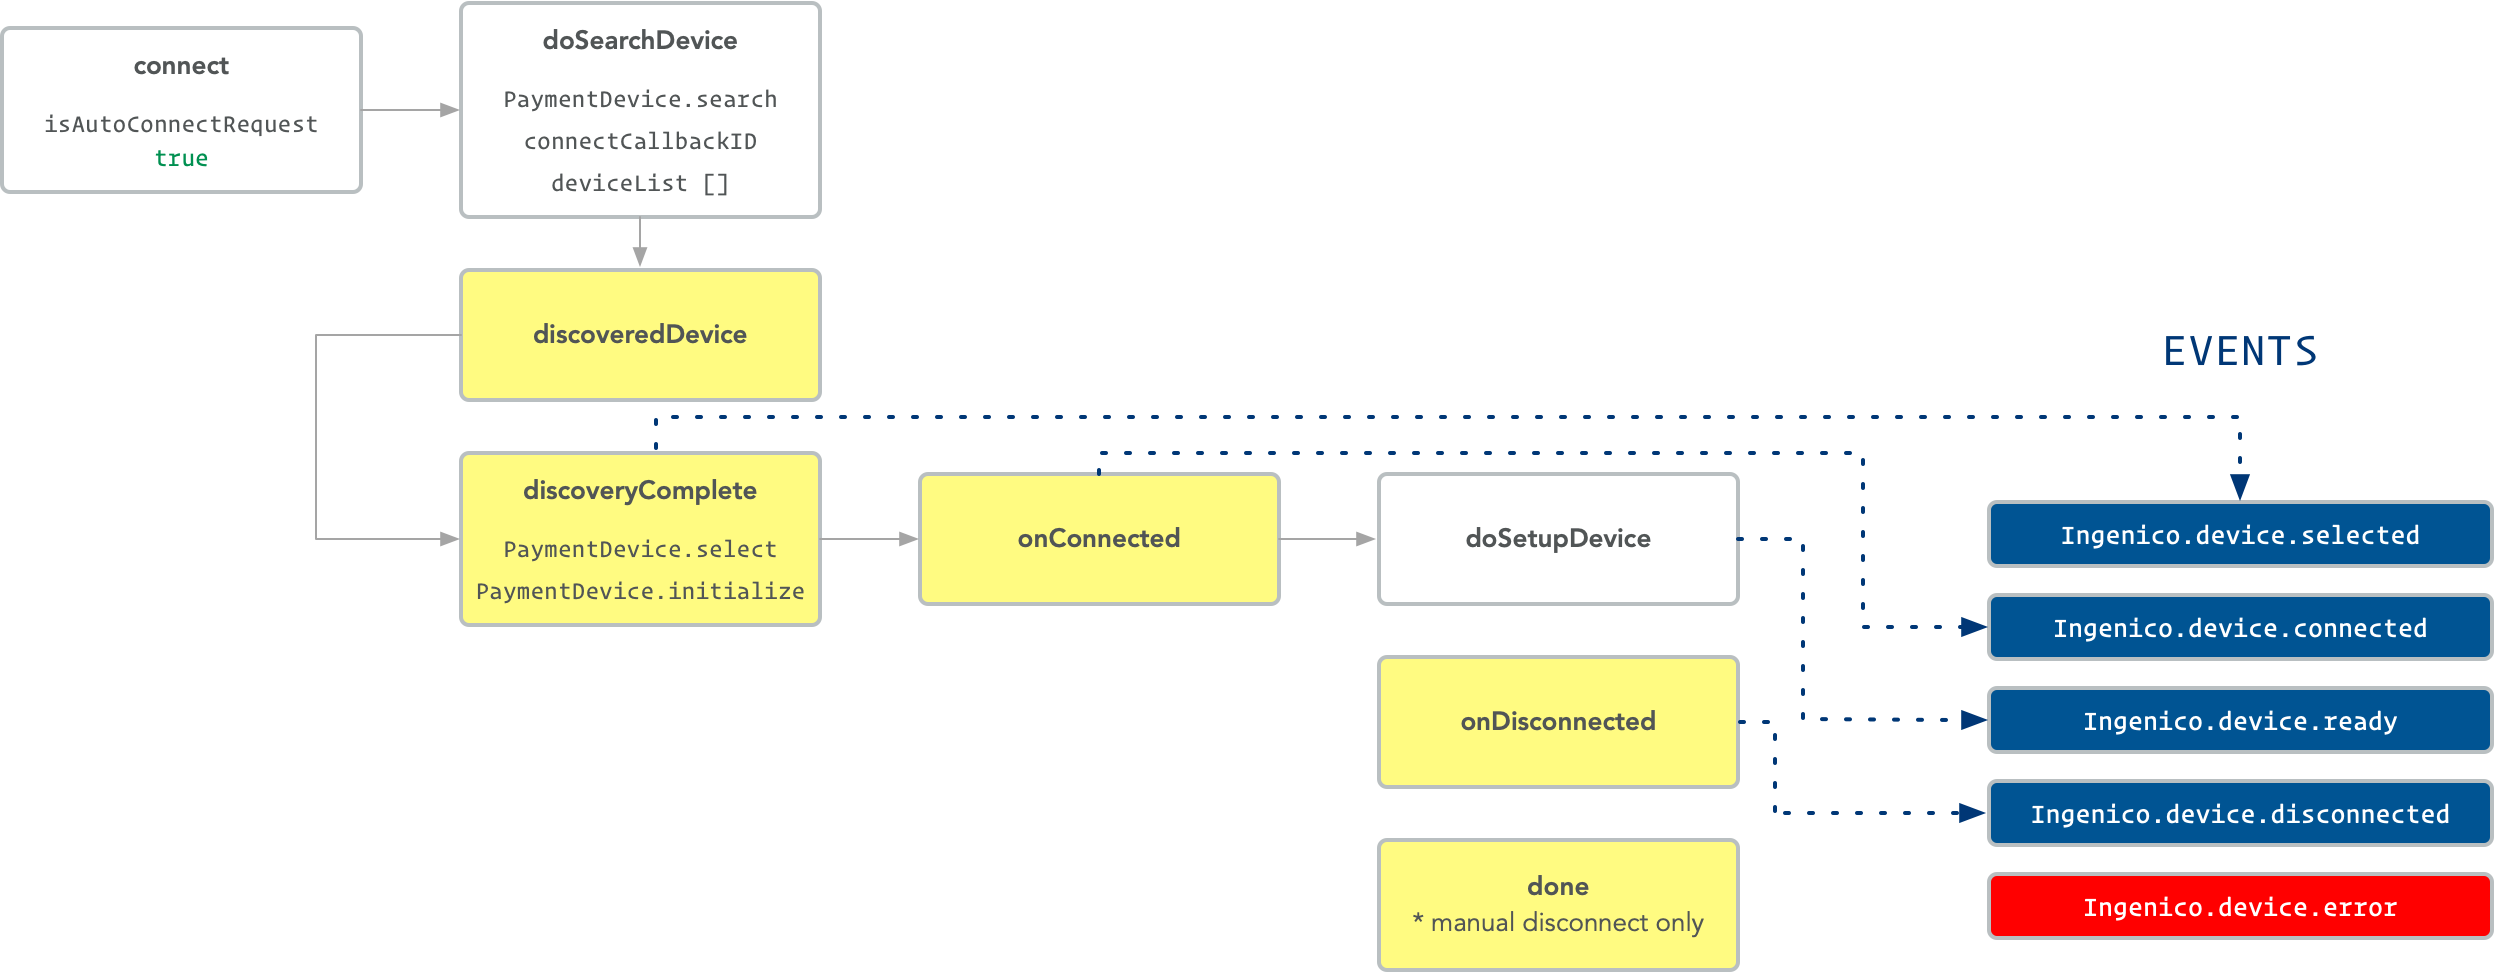 connect
isAutoConnectRequest
true
doSearchDevice
PaymentDevice.search
connectCallbackID
deviceList []
discoveredDevice
discoveryComplete
PaymentDevice.select
PaymentDevice.initialize
onConnected
doSetupDevice
onDisconnected
done
* manual disconnect only
EVENTS
Ingenico.device.selected
Ingenico.device.connected
Ingenico.device.ready
Ingenico.device.disconnected
Ingenico.device.error